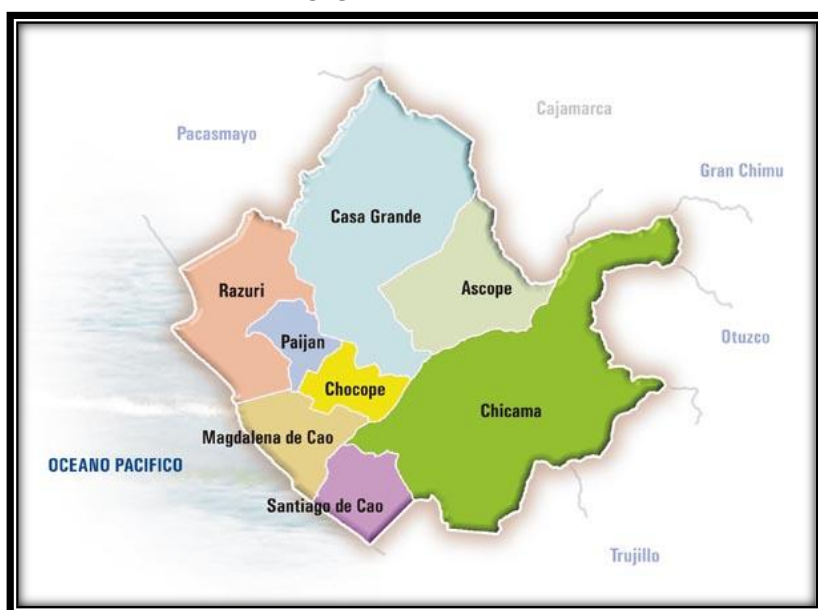 Cajamarca
Pacasmayo
Gran Chimu
Casa Grande
Razuri
Ascope
Otuzco
Paijan
Chocope
Chicama
Magdalena de Cao
OCEANO PACIFICO
Santiago de Cao
Trujillo